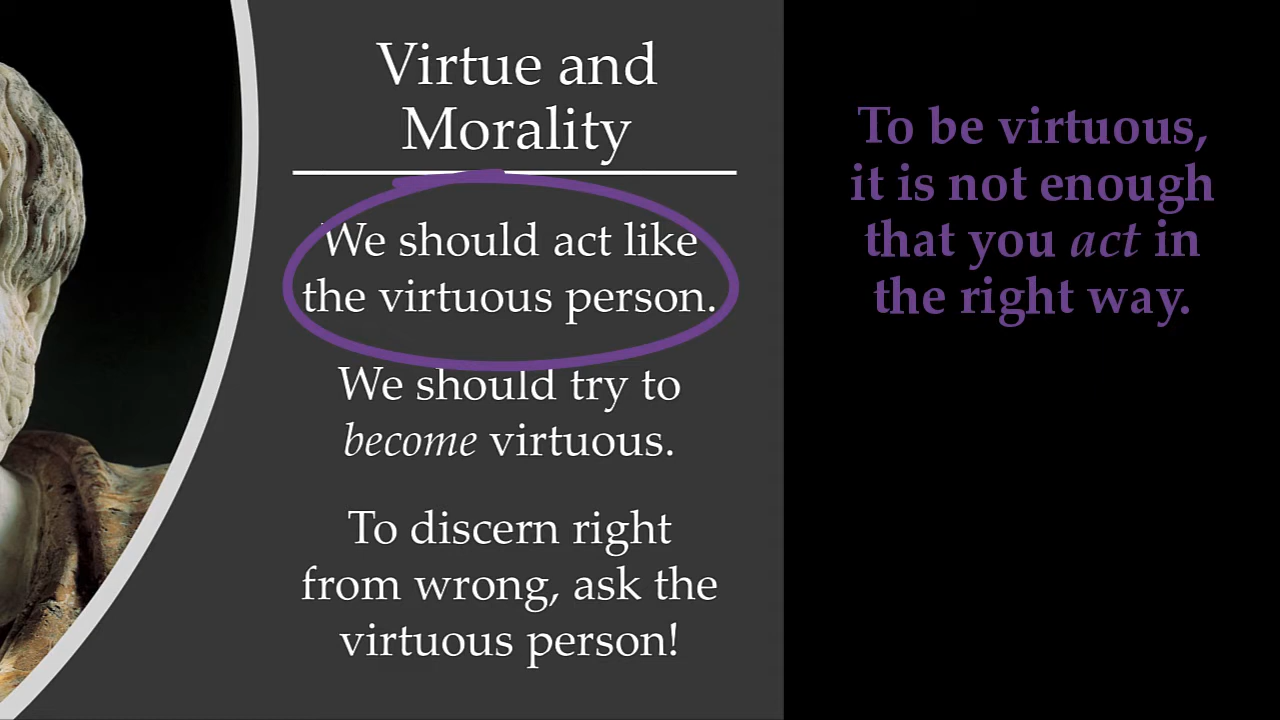 Virtue and
Morality
We should act like
the virtuous person.
We should try to
become virtuous.
To discern right
from wrong, ask the
virtuous person!
To be virtuous,
it is not enough
that you act in
the right way.